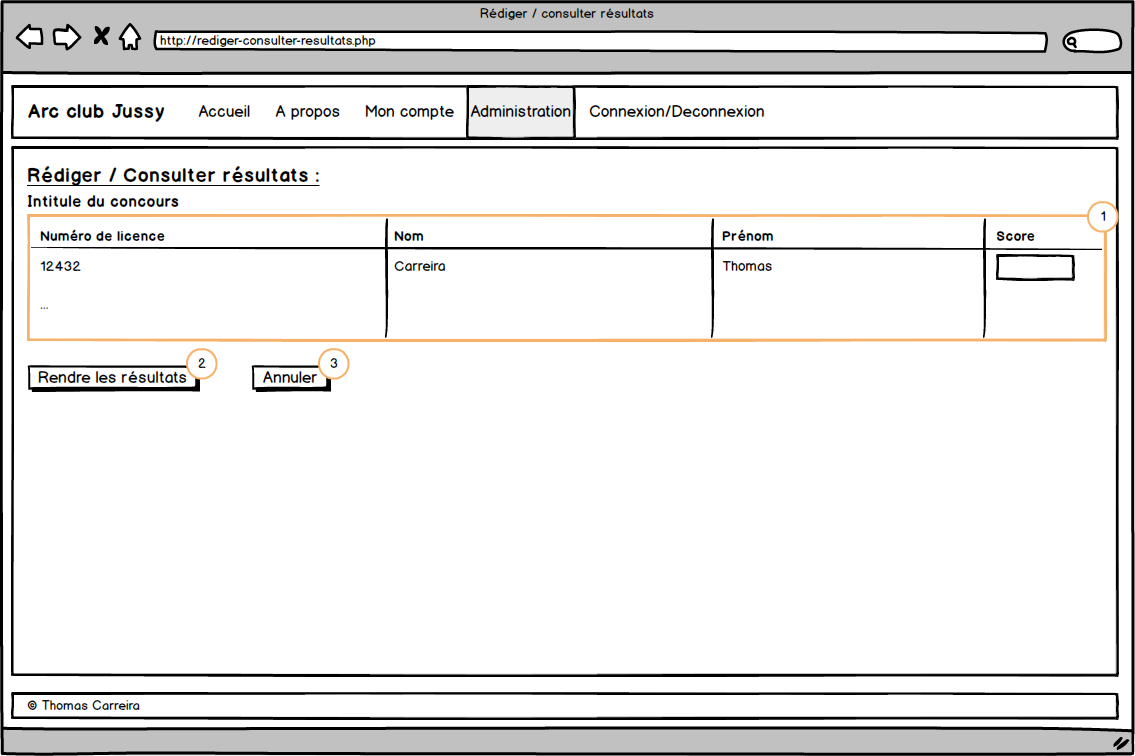 Rédiger / consulter résultats
http://rediger-consulter-resultats.php
Arc club Jussy Accueil A propos Mon compte Administration Connexion/Deconnexion
Rédiger / Consulter résultats :
Intitule du concours
1
Numéro de licence Nom Prénom Score
12432 Carreira Thomas
...
2 3
Rendre les résultats Annuler
© Thomas Carreira